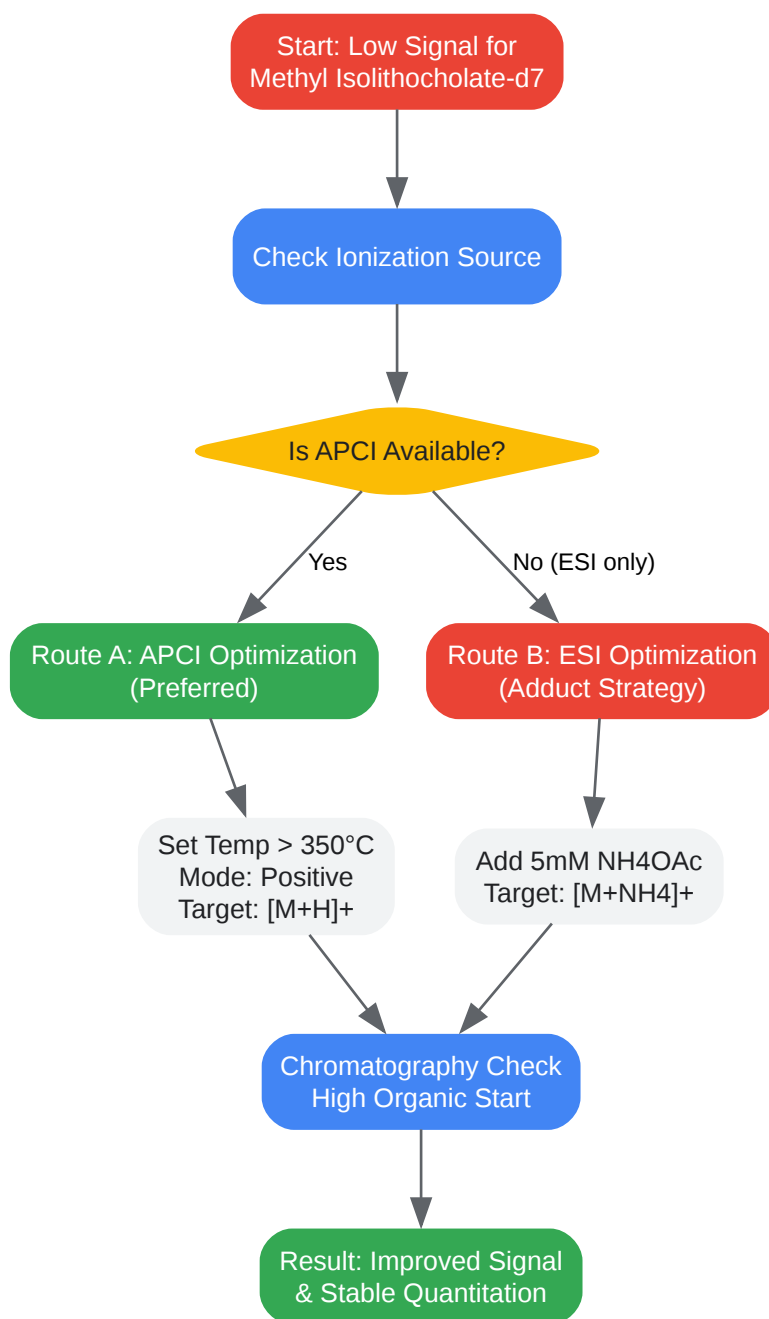 Start: Low Signal for
Methyl Isolithocholate-d7
Check Ionization Source
Is APCI Available?
Yes
No (ESI only)
Route A: APCI Optimization
(Preferred)
Route B: ESI Optimization
(Adduct Strategy)
Set Temp > 350°C
Mode: Positive
Target: [M+H]+
Add 5mM NH4OAc
Target: [M+NH4]+
Chromatography Check
High Organic Start
Result: Improved Signal
& Stable Quantitation